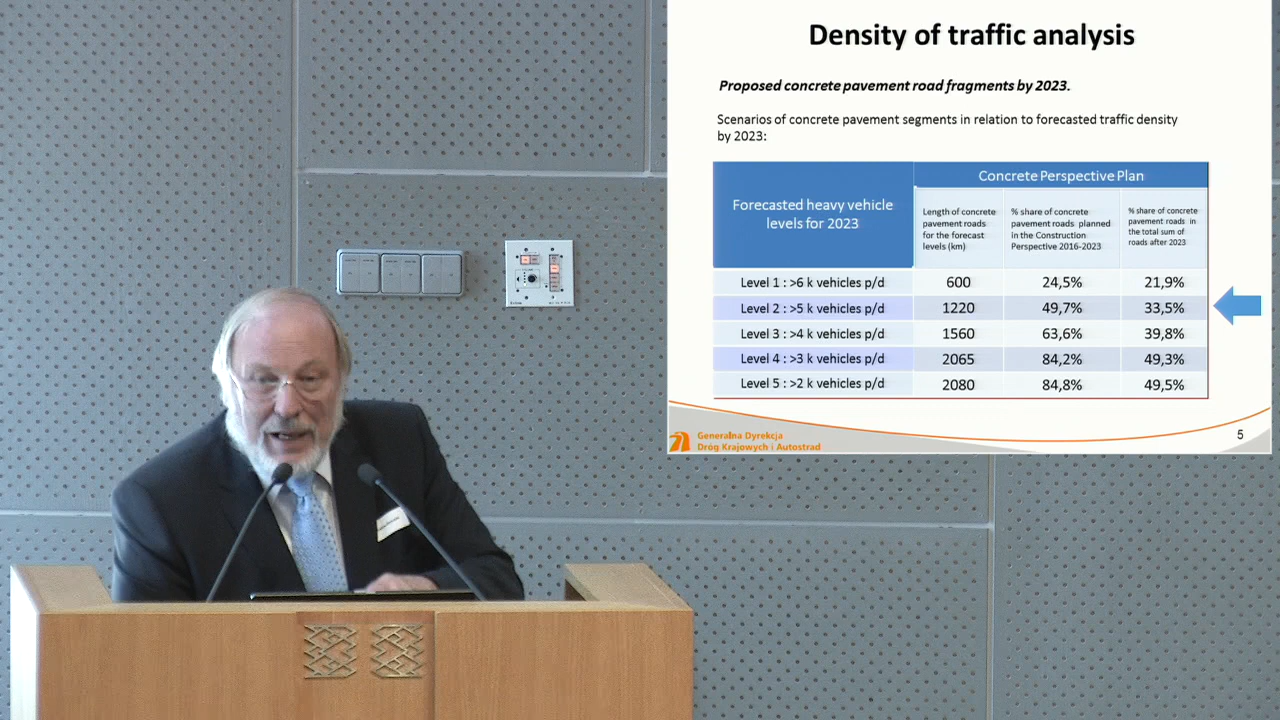 Density of traffic analysis
Proposed concrete pavement road fragments by 2023.
Scenarios of concrete pavement segments in relation to forecasted traffic density
by 2023:
Forecasted heavy vehicle
levels for 2023
Concrete Perspective Plan
Length of concrete
pavement roads
for the forecast
levels (km)
% share of concrete
pavement roads planned
in the Construction
Perspective 2016-2023
% share of concrete
pavement roads in
the total sum of
roads after 2023
Level 1 : >6 k vehicles p/d 600 24,5% 21,9%
Level 2 : >5 k vehicles p/d 1220 49,7% 33,5%
Level 3 : >4 k vehicles p/d 1560 63,6% 39,8%
Level 4 : >3 k vehicles p/d 2065 84,2% 49,3%
Level 5 : >2 k vehicles p/d 2080 84,8% 49,5%
Generalna Dyrekcja
Dróg Krajowych i Autostrad
5